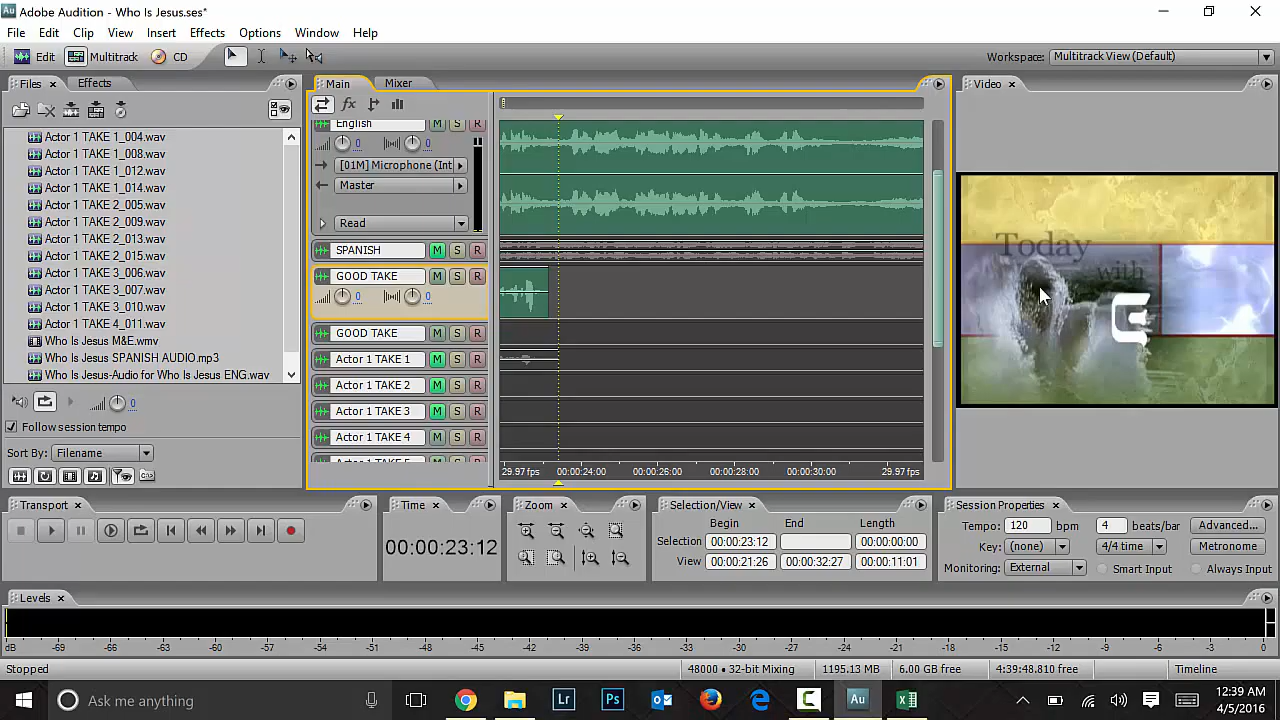 Adobe Audition - Who Is Jesus.ses*
File Edit Clip View Insert Effects Options Window Help
Edit Multitrack CD
Workspace: Multitrack View (Default)
Files Effects
Actor 1 TAKE 1_004.wav
Actor 1 TAKE 1_008.wav
Actor 1 TAKE 1_012.wav
Actor 1 TAKE 1_014.wav
Actor 1 TAKE 2_005.wav
Actor 1 TAKE 2_009.wav
Actor 1 TAKE 2_013.wav
Actor 1 TAKE 2_015.wav
Actor 1 TAKE 3_006.wav
Actor 1 TAKE 3_007.wav
Actor 1 TAKE 3_010.wav
Actor 1 TAKE 4_011.wav
Who Is Jesus M&E.wmv
Who Is Jesus SPANISH AUDIO.mp3
Who Is Jesus-Audio for Who Is Jesus ENG.wav
0
Follow session tempo
Sort By: Filename
Main Mixer
fx
English M S R
0 0
[01M] Microphone (Int
Master
Read
SPANISH M S R
GOOD TAKE M S R
0 0
GOOD TAKE M S R
Actor 1 TAKE 1 M S R
Actor 1 TAKE 2 M S R
Actor 1 TAKE 3 M S R
Actor 1 TAKE 4 M S R
29.97 fps 00:00:24:00 00:00:26:00 00:00:28:00 00:00:30:00 29.97 fps
Video
Today
with
Transport
Time
00:00:23:12
Zoom
Selection/View
Begin End Length
Selection 00:00:23:12 00:00:00:00
View 00:00:21:26 00:00:32:27 00:00:11:01
Session Properties
Tempo: 120 bpm 4 beats/bar Advanced...
Key: (none) 4/4 time Metronome
Monitoring: External Smart Input Always Input
Levels
dB -69 -66 -63 -60 -57 -54 -51 -48 -45 -42 -39 -36 -33 -30 -27 -24 -21 -18 -15 -12 -9 -6 -3 0
Stopped
48000 • 32-bit Mixing 1195.13 MB 6.00 GB free 4:39:48.810 free Timeline
Ask me anything
Lr Ps Au
12:39 AM
4/5/2016